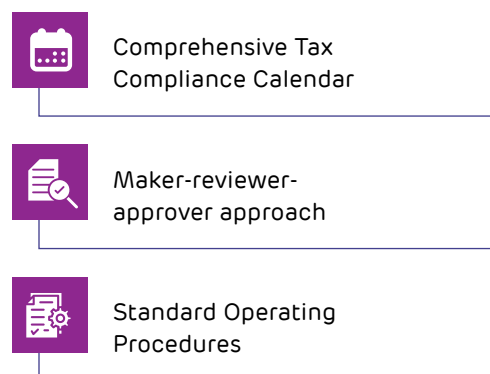 Comprehensive Tax
Compliance Calendar
Maker-reviewer-
approver approach
Standard Operating
Procedures